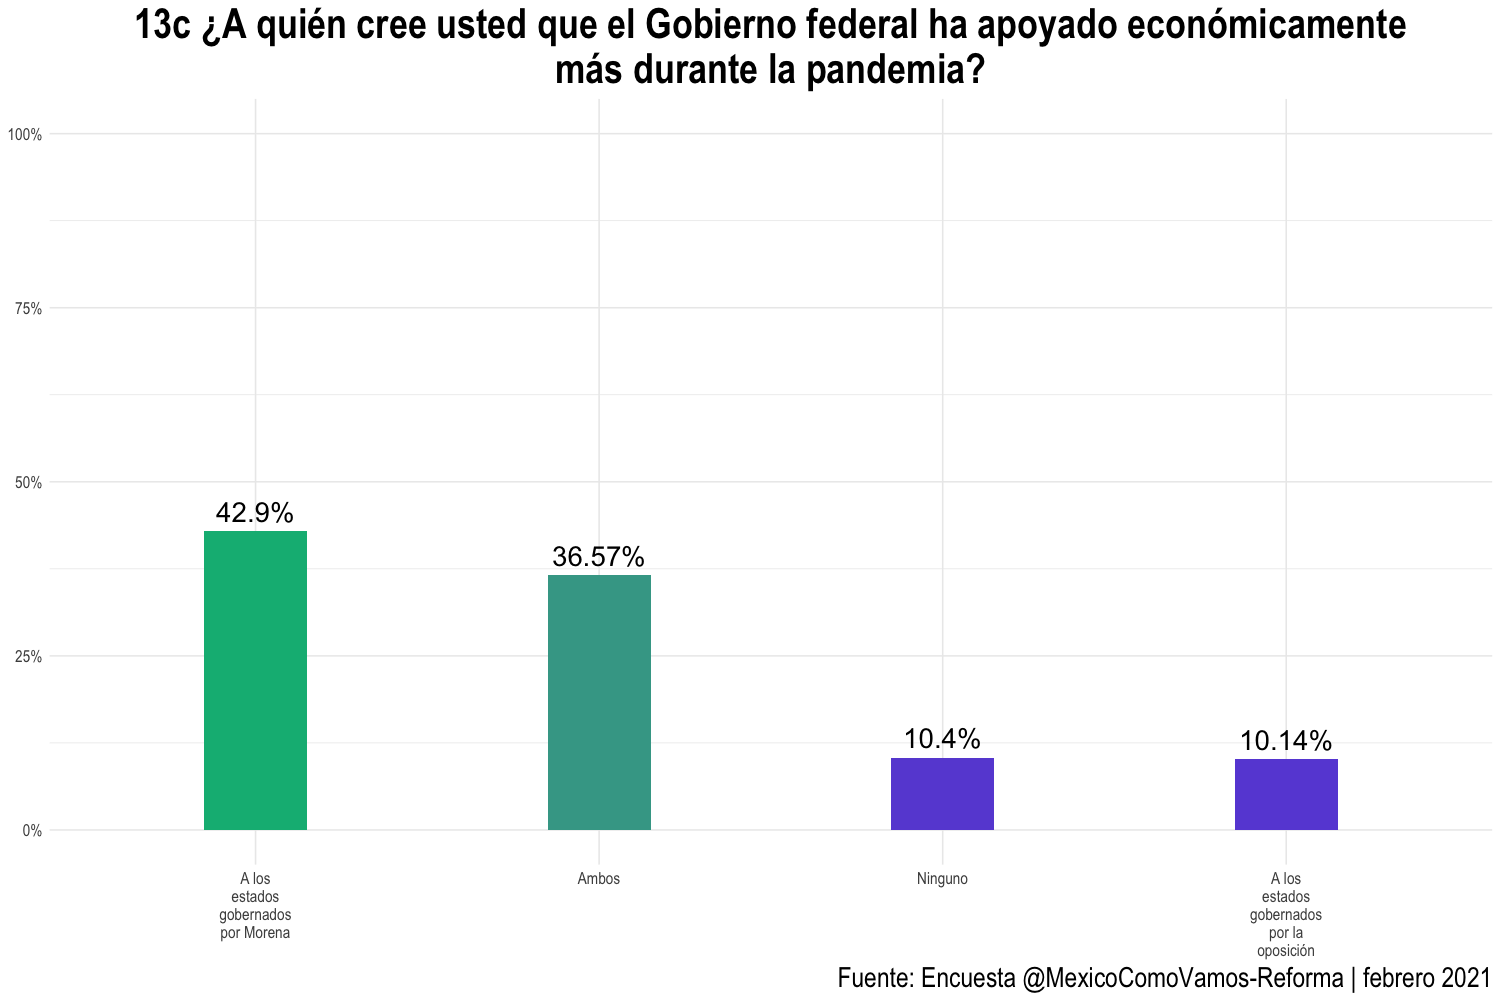 13c ¿A quién cree usted que el Gobierno federal ha apoyado económicamente
más durante la pandemia?
100%
75%
50%
25%
0%
42.9%
36.57%
10.4%
10.14%
A los
estados
gobernados
por Morena
Ambos
Ninguno
A los
estados
gobernados
por la
oposición
Fuente: Encuesta @MexicoComoVamos-Reforma | febrero 2021